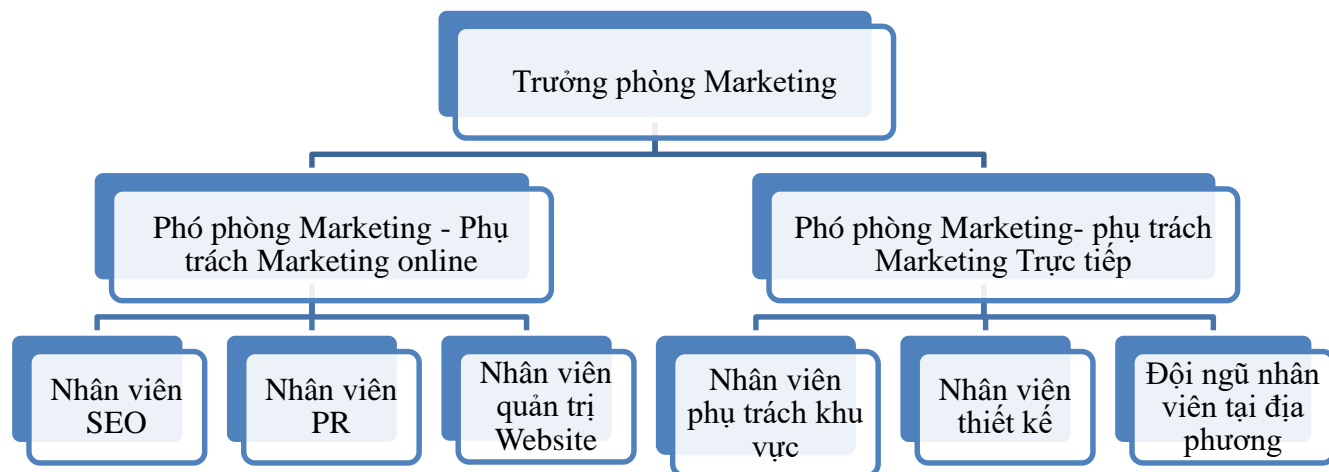 Trưởng phòng Marketing
Phó phòng Marketing - Phụ
trách Marketing online
Phó phòng Marketing- phụ trách
Marketing Trực tiếp
Nhân viên
SEO
Nhân viên
PR
Nhân viên
quản trị
Website
Nhân viên
phụ trách khu
vực
Nhân viên
thiết kế
Đội ngũ nhân
viên tại địa
phương